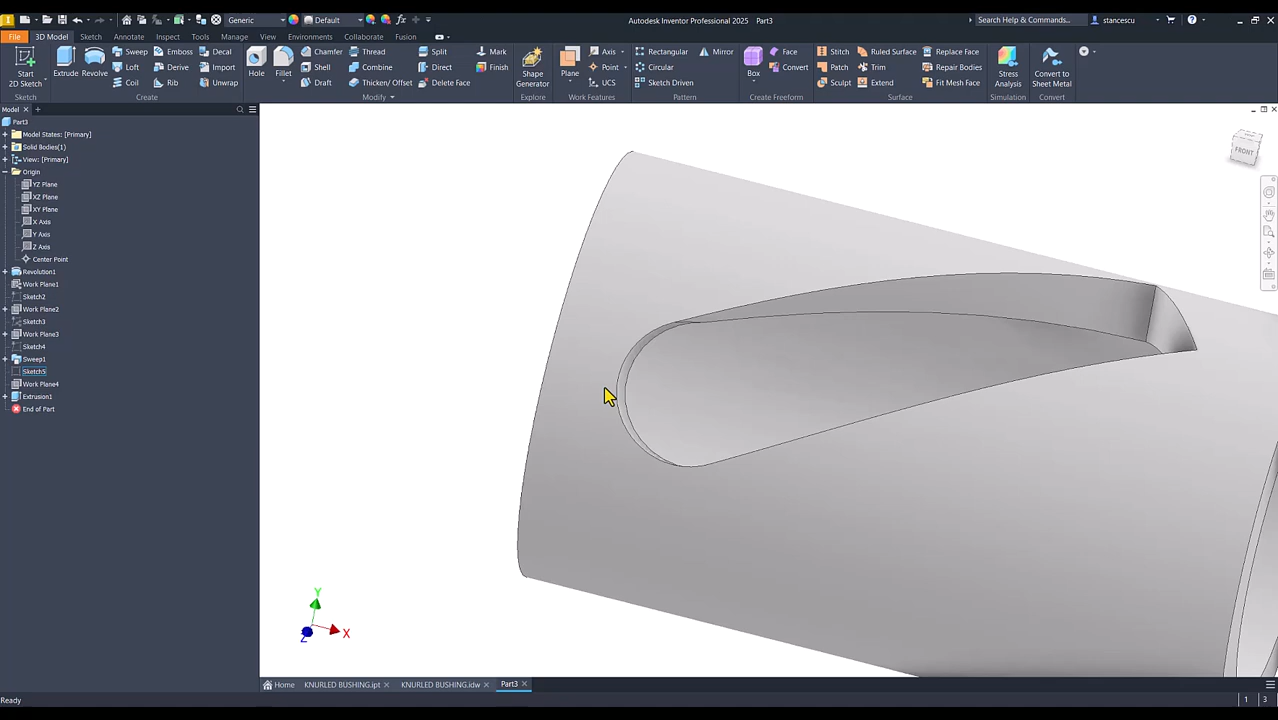 Generic
Default
fx
Autodesk Inventor Professional 2025 Part3
Search Help & Commands...
stancescu
File
3D Model
Sketch
Annotate
Inspect
Tools
Manage
View
Environments
Collaborate
Fusion
Start
2D Sketch
Extrude
Revolve
Sweep
Loft
Coil
Emboss
Derive
Rib
Decal
Import
Unwrap
Hole
Fillet
Chamfer
Shell
Draft
Thread
Combine
Thicken/ Offset
Split
Direct
Delete Face
Mark
Finish
Shape
Generator
Plane
Axis
Point
UCS
Rectangular
Circular
Sketch Driven
Mirror
Box
Face
Convert
Stitch
Patch
Sculpt
Ruled Surface
Trim
Extend
Replace Face
Repair Bodies
Fit Mesh Face
Stress
Analysis
Convert to
Sheet Metal
Sketch
Create
Modify
Explore
Work Features
Pattern
Create Freeform
Surface
Simulation
Convert
Model
Part3
Model States: [Primary]
Solid Bodies(1)
View: [Primary]
Origin
YZ Plane
XZ Plane
XY Plane
X Axis
Y Axis
Z Axis
Center Point
Revolution1
Work Plane1
Sketch2
Work Plane2
Sketch3
Work Plane3
Sketch4
Sweep1
Sketch5
Work Plane4
Extrusion1
End of Part
FRONT
Y
X
Z
Home
KNURLED BUSHING.ipt
KNURLED BUSHING.idw
Part3
Ready
1
3